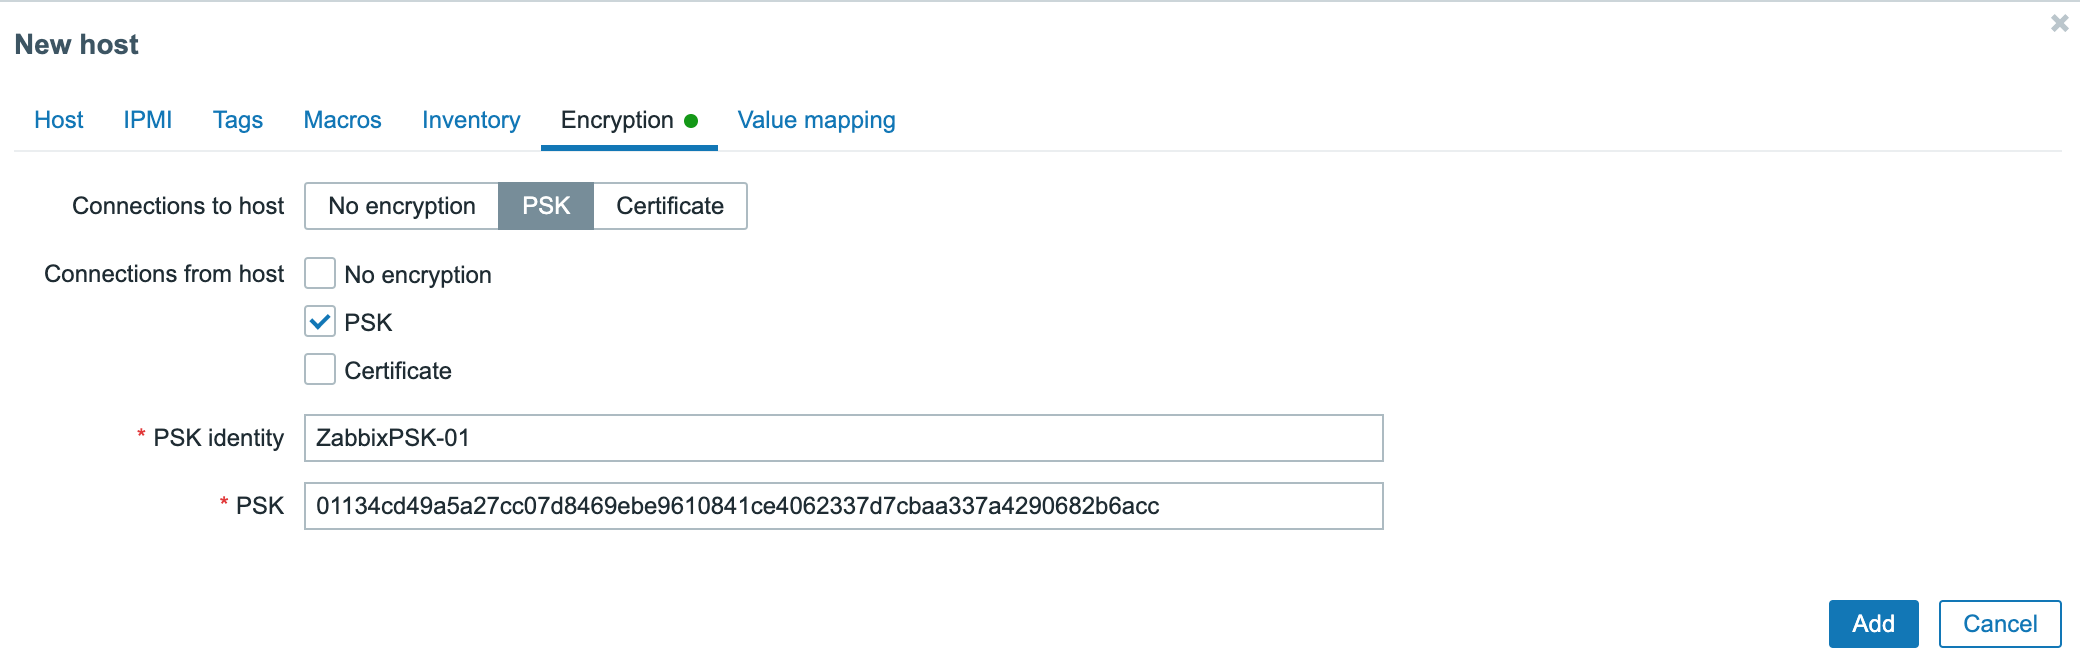 New host
Host IPMI Tags Macros Inventory Encryption Value mapping
Connections to host No encryption PSK Certificate
Connections from host No encryption
PSK
Certificate
* PSK identity ZabbixPSK-01
* PSK 01134cd49a5a27cc07d8469ebe9610841ce4062337d7cbaa337a4290682b6acc
Add Cancel